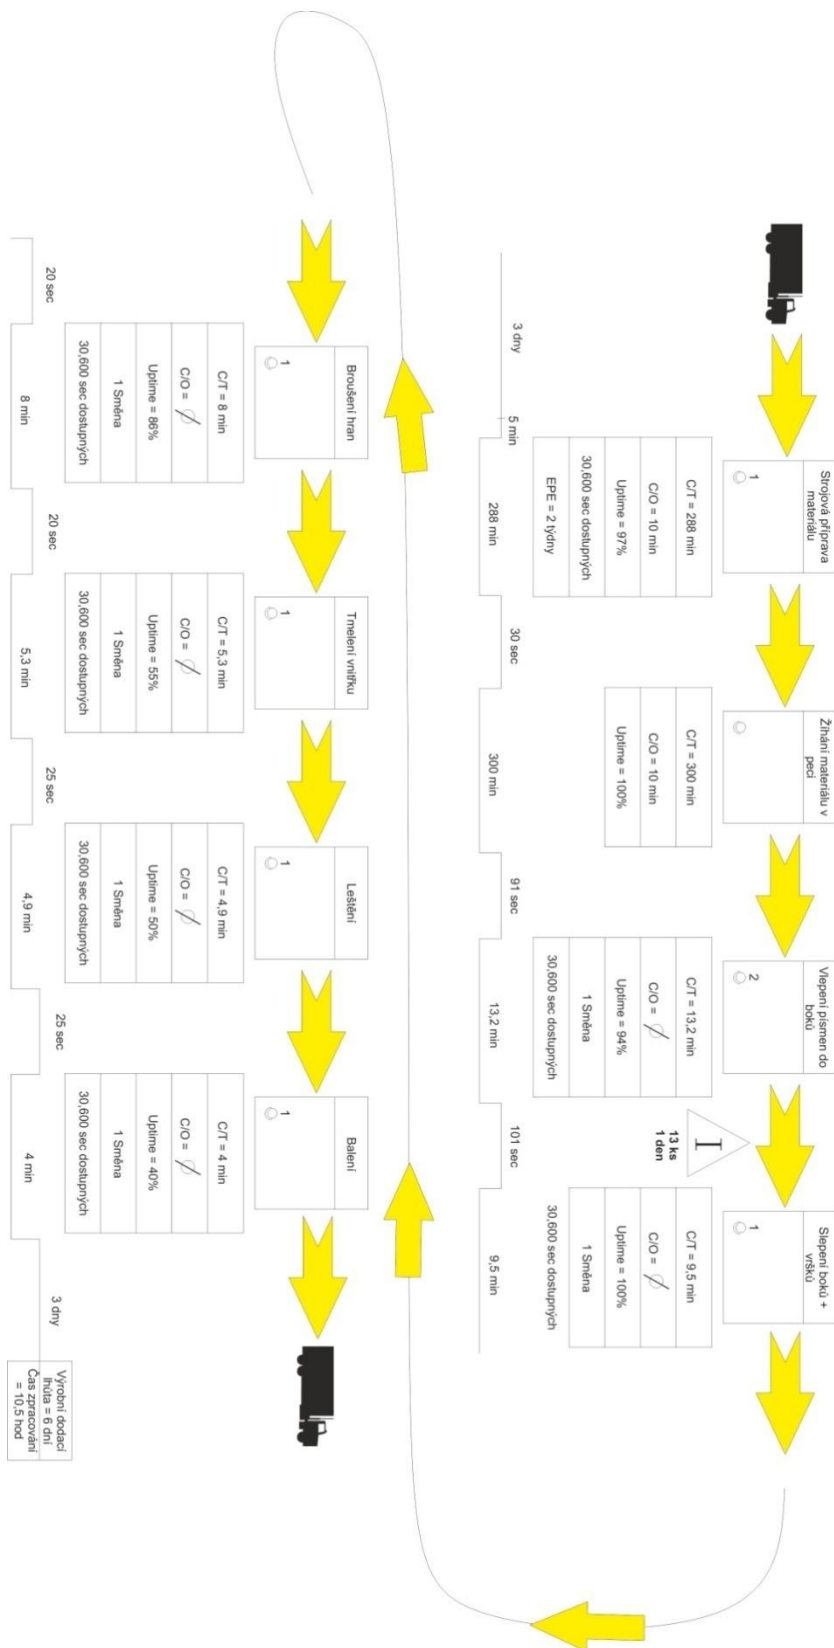 3 dny
5 min
288 min
30 sec
300 min
91 sec
13,2 min
101 sec
9,5 min
Strojová příprava
materiálu
1
C/T = 288 min
C/O = 10 min
Uptime = 97%
30,600 sec dostupných
EPE = 2 týdny
Žíhání materiálu v
peci
C/T = 300 min
C/O = 10 min
Uptime = 100%
Vlepení písmen do
boků
2
C/T = 13,2 min
C/O =
Uptime = 94%
1 Směna
30,600 sec dostupných
I
13 ks
1 den
Slepení boků +
vršků
1
C/T = 9,5 min
C/O =
Uptime = 100%
1 Směna
30,600 sec dostupných
Broušení hran
1
C/T = 8 min
C/O =
Uptime = 86%
1 Směna
30,600 sec dostupných
Tmelení vnitřku
1
C/T = 5,3 min
C/O =
Uptime = 55%
1 Směna
30,600 sec dostupných
Leštění
1
C/T = 4,9 min
C/O =
Uptime = 50%
1 Směna
30,600 sec dostupných
Balení
1
C/T = 4 min
C/O =
Uptime = 40%
1 Směna
30,600 sec dostupných
20 sec
8 min
20 sec
5,3 min
25 sec
4,9 min
25 sec
4 min
3 dny
Výrobní dodací
lhůta = 6 dní
Čas zpracování
= 10,5 hod